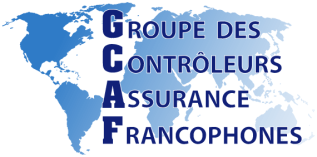 GROUPE DES
CONTRÔLEURS
ASSURANCE
FRANCOPHONES